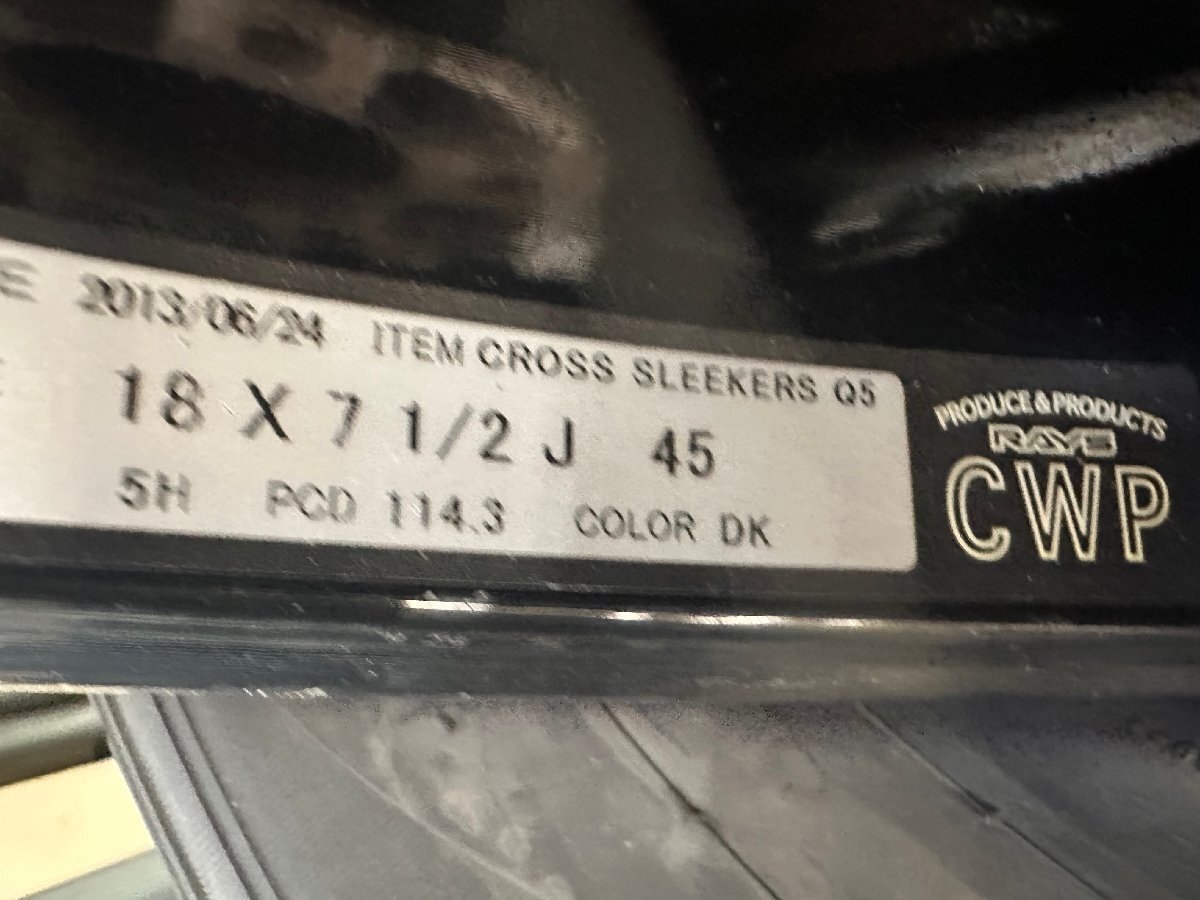 E 2013/06/24 ITEM CROSS SLEEKERS Q5
18 X 7 1/2 J 45
5H PCD 114.3 COLOR DK
PRODUCE & PRODUCTS
RAYS
CWP